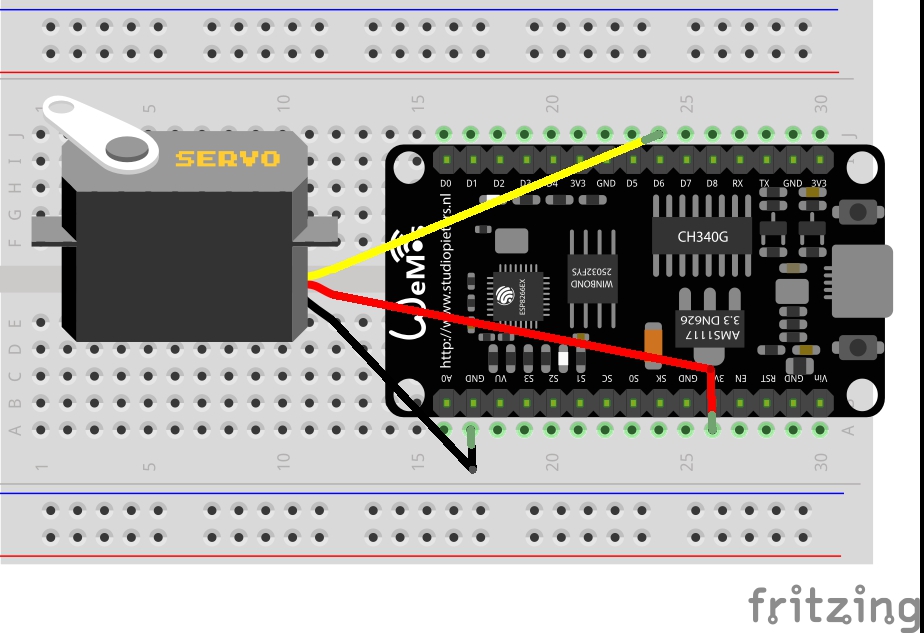 1 5 10 15 20 25 30
J J
I
H
G
F
SERVO
D0 D1 D2 D3 D4 3V3 GND D5 D6 D7 D8 RX TX GND 3V3
CH340G
WeMos
http://www.studiopieters.nl
ESP8266EX
WINBOND
25032FYS
AMS1117
3.3 DN626
A0 GND VU S3 S2 S1 SC S0 SK GND 3V EN RST GND Vin
E
D
C
B
A A
1 5 10 15 20 25 30
fritzing